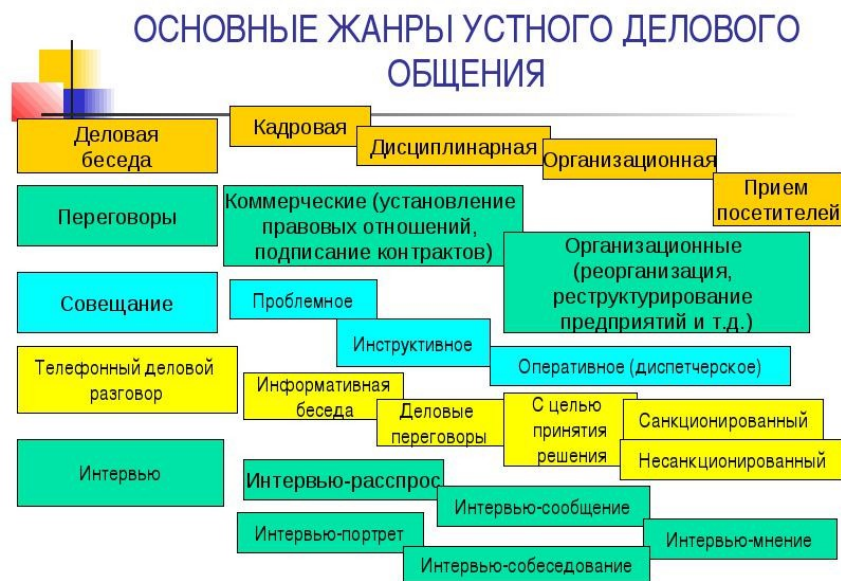 ОСНОВНЫЕ ЖАНРЫ УСТНОГО ДЕЛОВОГО
ОБЩЕНИЯ
Деловая
беседа
Кадровая
Дисциплинарная
Организационная
Прием
посетителей
Переговоры
Коммерческие (установление
правовых отношений,
подписание контрактов)
Организационные
(реорганизация,
реструктурирование
предприятий и т.д.)
Совещание
Проблемное
Инструктивное
Оперативное (диспетчерское)
Телефонный деловой
разговор
Информативная
беседа
Деловые
переговоры
С целью
принятия
решения
Санкционированный
Несанкционированный
Интервью
Интервью-расспрос
Интервью-сообщение
Интервью-портрет
Интервью-мнение
Интервью-собеседование